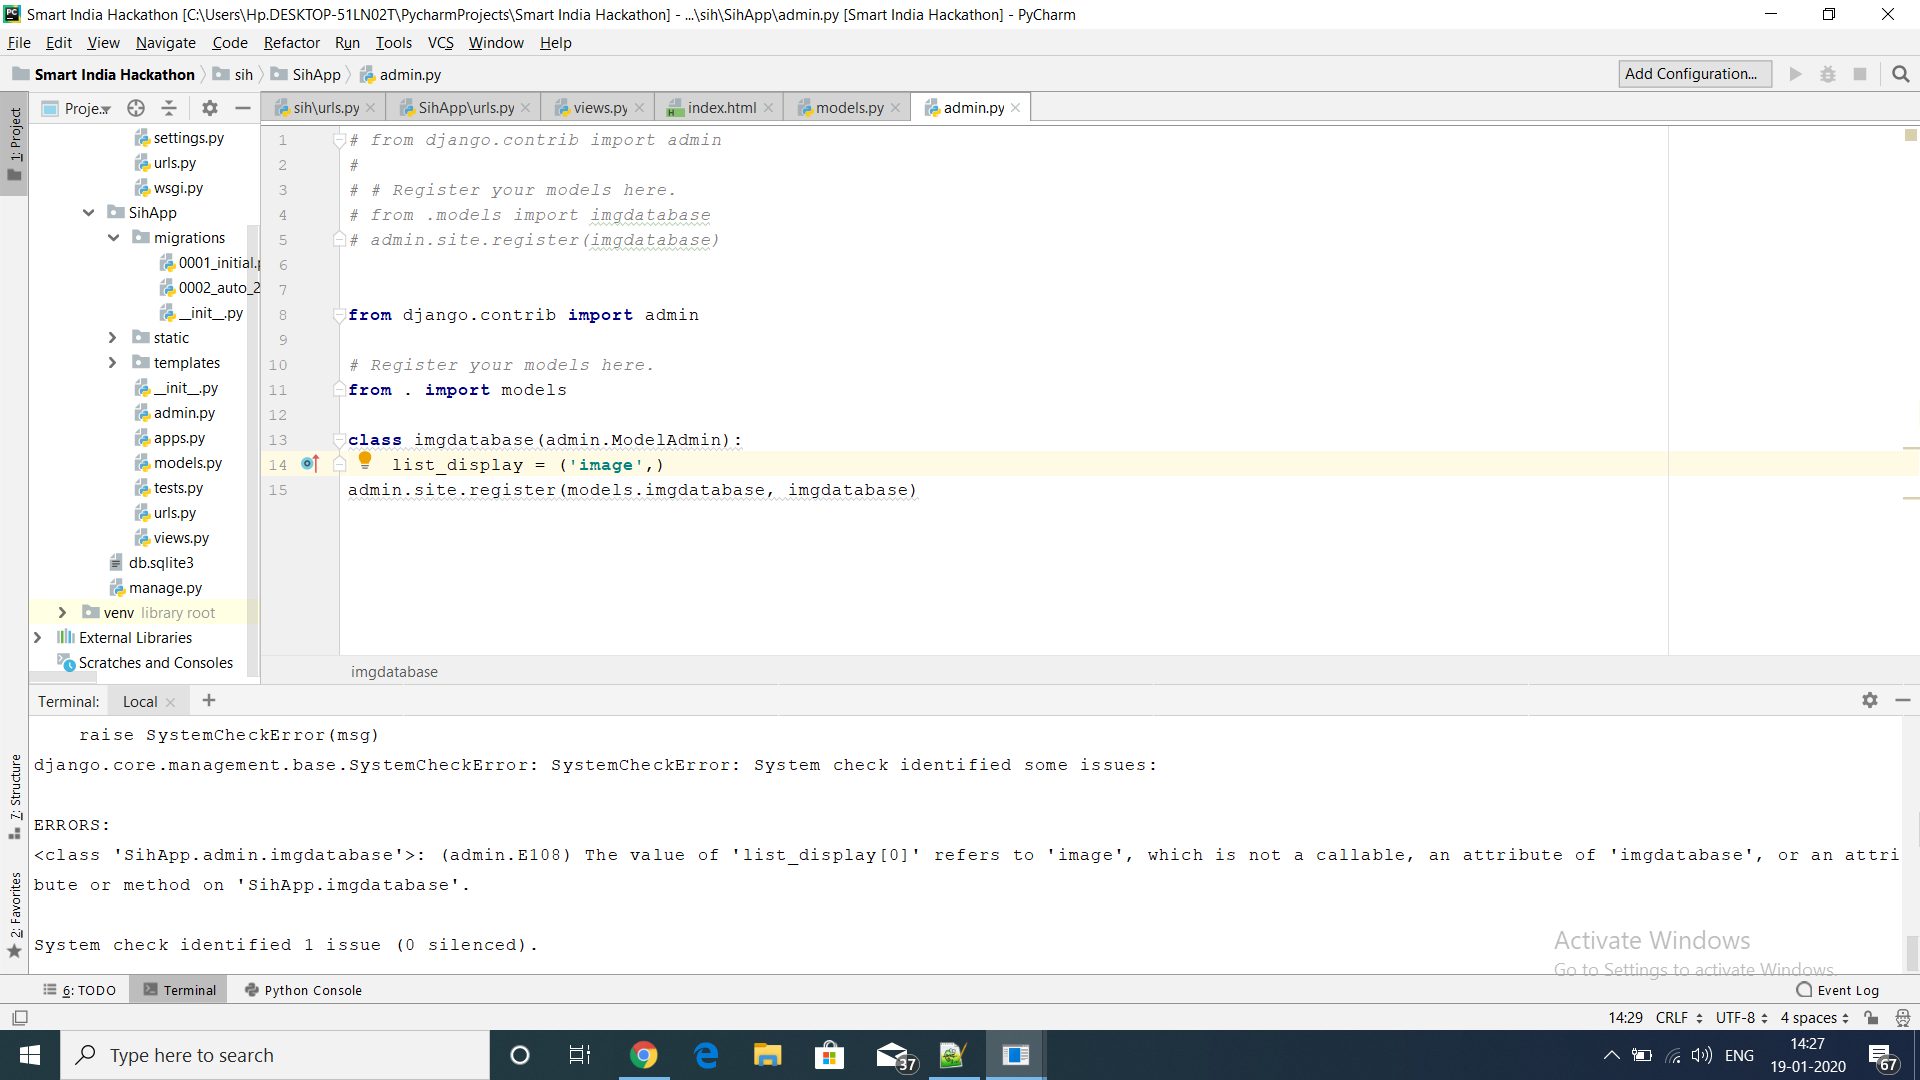 Smart India Hackathon [C:\Users\Hp.DESKTOP-51LN02T\PycharmProjects\Smart India Hackathon] - ...\sih\SihApp\admin.py [Smart India Hackathon] - PyCharm
File Edit View Navigate Code Refactor Run Tools VCS Window Help
Smart India Hackathon sih SihApp admin.py Add Configuration...
1: Project
Proje... sih\urls.py SihApp\urls.py views.py index.html models.py admin.py
settings.py
urls.py
wsgi.py
SihApp
migrations
0001_initial.p
0002_auto_2
__init__.py
static
templates
__init__.py
admin.py
apps.py
models.py
tests.py
urls.py
views.py
db.sqlite3
manage.py
venv library root
External Libraries
Scratches and Consoles
1 # from django.contrib import admin
2 #
3 # # Register your models here.
4 # from .models import imgdatabase
5 # admin.site.register(imgdatabase)
6
7
8 from django.contrib import admin
9
10 # Register your models here.
11 from . import models
12
13 class imgdatabase(admin.ModelAdmin):
14 list_display = ('image',)
15 admin.site.register(models.imgdatabase, imgdatabase)
imgdatabase
Terminal: Local +
raise SystemCheckError(msg)
django.core.management.base.SystemCheckError: SystemCheckError: System check identified some issues:
ERRORS:
<class 'SihApp.admin.imgdatabase'>: (admin.E108) The value of 'list_display[0]' refers to 'image', which is not a callable, an attribute of 'imgdatabase', or an attri
bute or method on 'SihApp.imgdatabase'.
System check identified 1 issue (0 silenced).
7: Structure
2: Favorites
Activate Windows
Go to Settings to activate Windows.
6: TODO Terminal Python Console Event Log
14:29 CRLF UTF-8 4 spaces
Type here to search
37
ENG
14:27
19-01-2020
67